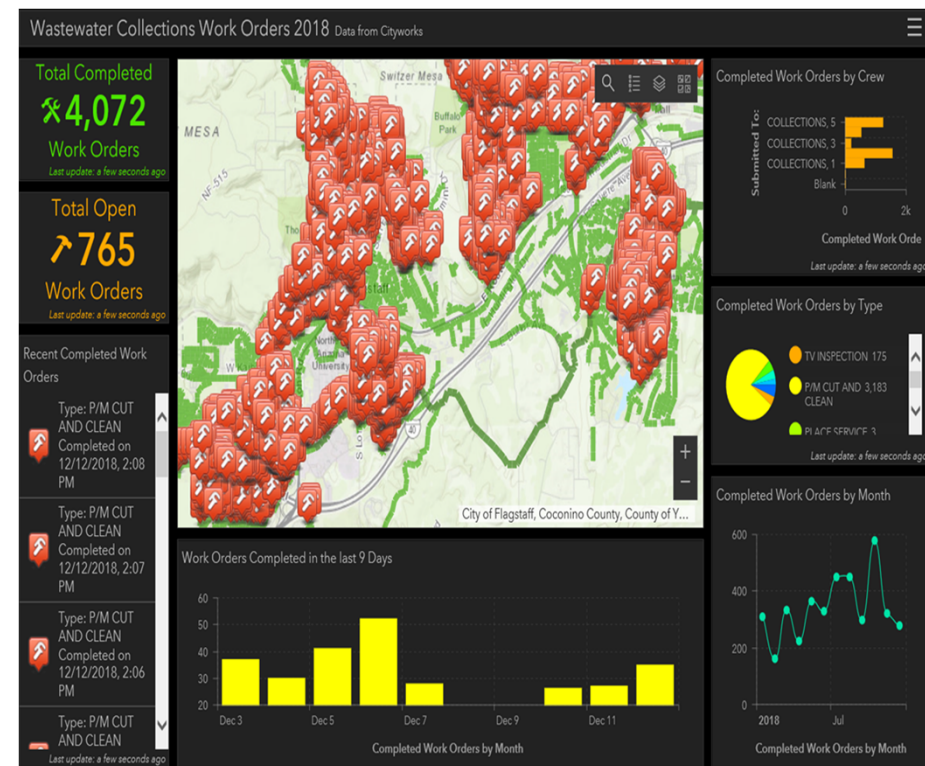 Wastewater Collections Work Orders 2018 Data from Cityworks
Total Completed
4,072
Work Orders
Last update: a few seconds ago
Total Open
765
Work Orders
Last update: a few seconds ago
Recent Completed Work
Orders
Type: P/M CUT
AND CLEAN
Completed on
12/12/2018, 2:08
PM
Type: P/M CUT
AND CLEAN
Completed on
12/12/2018, 2:07
PM
Type: P/M CUT
AND CLEAN
Completed on
12/12/2018, 2:06
PM
Type: P/M CUT
AND CLEAN
Last update: a few seconds ago
Switzer Mesa
Buffalo
Park
MESA
NF-515
40
North
Arizona
University
S Lo
40
City of Flagstaff, Coconino County, County of Y...
Work Orders Completed in the last 9 Days
60
50
40
30
20
Dec 3
Dec 5
Dec 7
Dec 9
Dec 11
Completed Work Orders by Month
Completed Work Orders by Crew
Submitted To:
COLLECTIONS, 5
COLLECTIONS, 3
COLLECTIONS, 1
Blank
0
2k
Completed Work Orde
Last update: a few seconds ago
Completed Work Orders by Type
TV INSPECTION 175
P/M CUT AND 3,183
CLEAN
PLACE SERVICE 3
Last update: a few seconds ago
Completed Work Orders by Month
600
400
200
0
2018
Jul
Completed Work Orders by Month